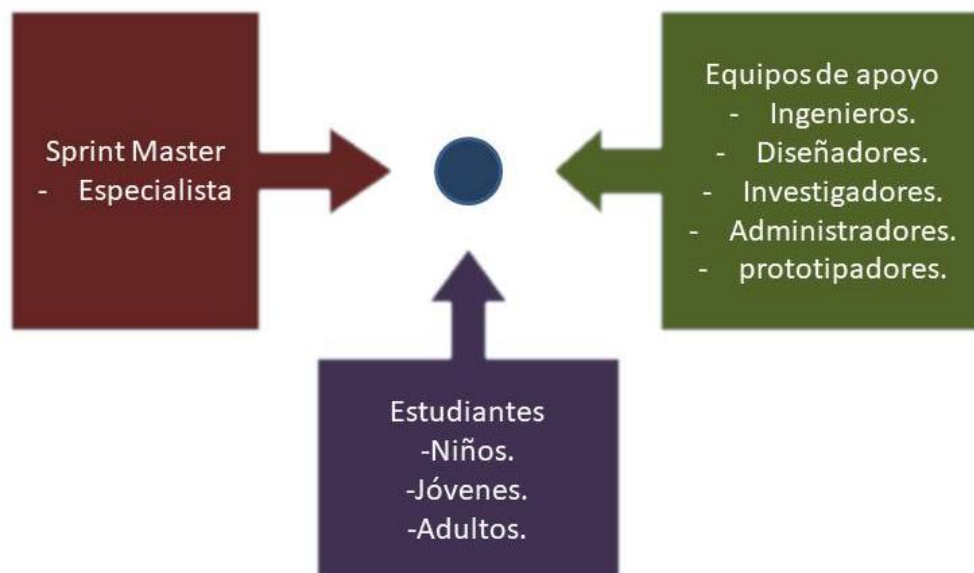 Sprint Master
- Especialista
Equipos de apoyo
- Ingenieros.
- Diseñadores.
- Investigadores.
- Administradores.
- prototipadores.
Estudiantes
-Niños.
-Jóvenes.
-Adultos.